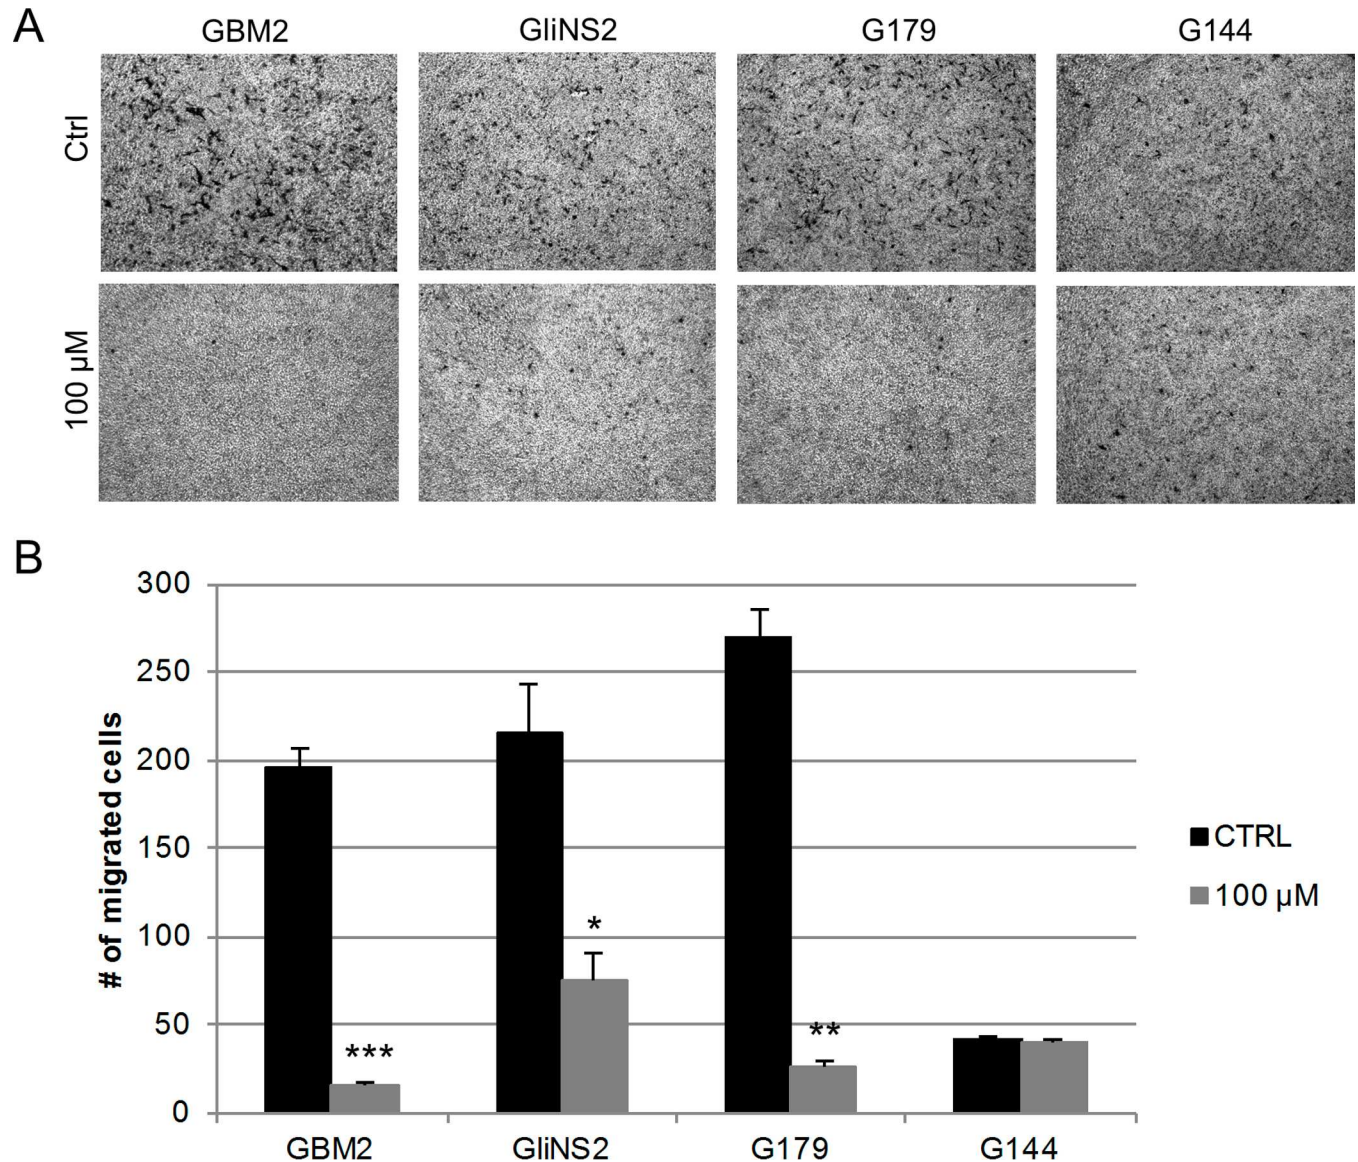 A
GBM2 GliNS2 G179 G144
Ctrl
100 µM
B
# of migrated cells
300
250
200
150
100
50
0
***
*
**
CTRL
100 µM
GBM2 GliNS2 G179 G144